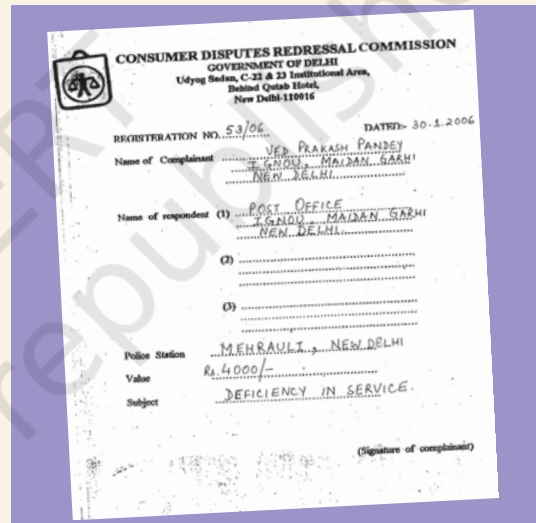 CONSUMER DISPUTES REDRESSAL COMMISSION
GOVERNMENT OF DELHI
Udyog Sadan, C-22 & 23 Institutional Area,
Behind Qutab Hotel,
New Delhi-110016
REGISTERATION NO. 53/06 DATED:- 30-1-2006
Name of Complainant VED PRAKASH PANDEY
IGNOU, MAIDAN GARHI
NEW DELHI
Name of respondent (1) POST OFFICE
IGNOU, MAIDAN GARHI
NEW DELHI.
(2)
(3)
Police Station MEHRAULI, NEW DELHI
Value Rs. 4000/-
Subject DEFICIENCY IN SERVICE.
(Signature of complainant)
republish